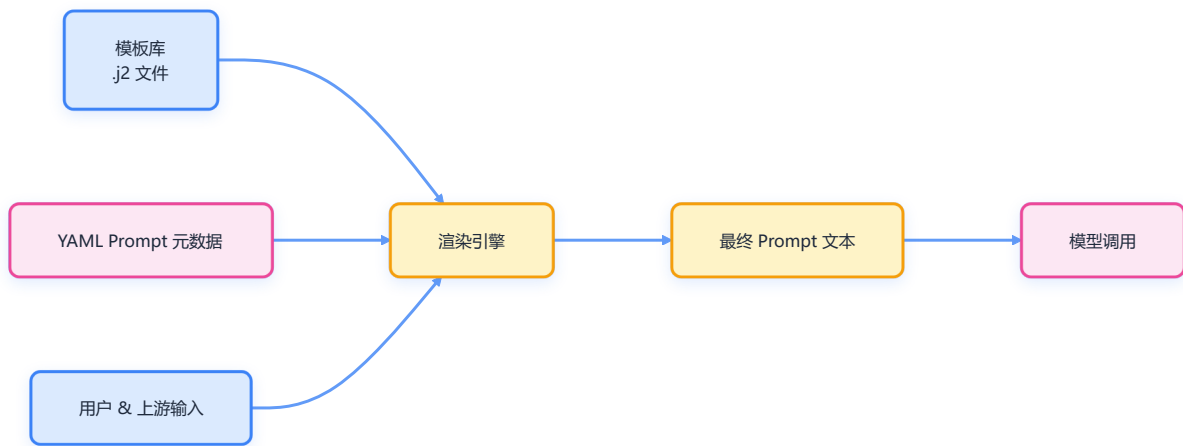 模板库
.j2 文件
YAML Prompt 元数据
渲染引擎
最终 Prompt 文本
模型调用
用户 & 上游输入